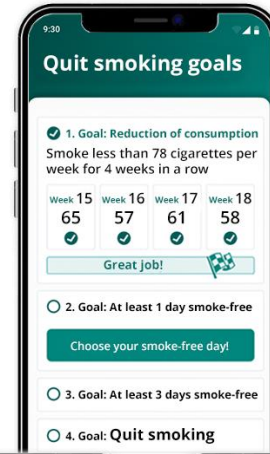 9:30
Quit smoking goals
1. Goal: Reduction of consumption
Smoke less than 78 cigarettes per
week for 4 weeks in a row
Week 15 Week 16 Week 17 Week 18
65 57 61 58
Great job!
2. Goal: At least 1 day smoke-free
Choose your smoke-free day!
3. Goal: At least 3 days smoke-free
4. Goal: Quit smoking